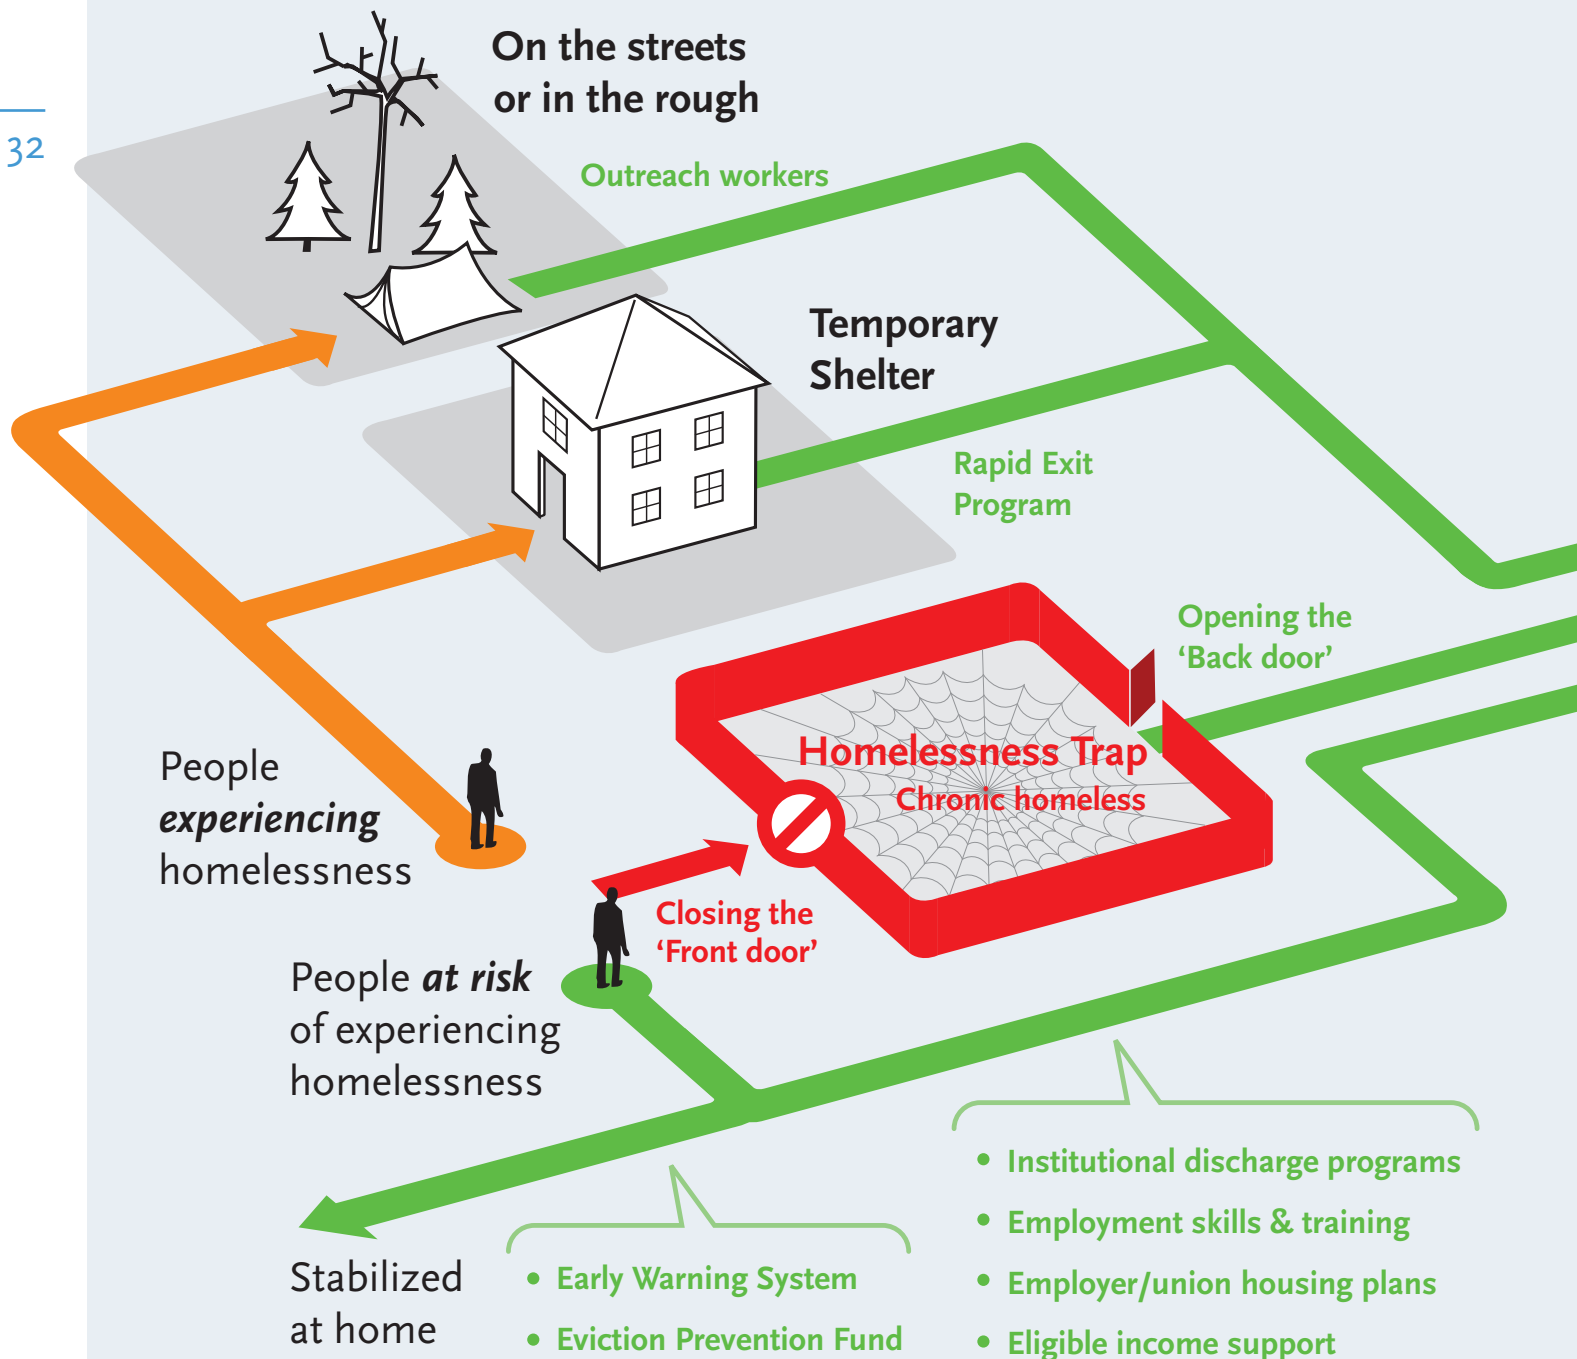 32
On the streets
or in the rough
Outreach workers
Temporary
Shelter
Rapid Exit
Program
Opening the
‘Back door’
Homelessness Trap
Chronic homeless
People
experiencing
homelessness
Closing the
‘Front door’
People at risk
of experiencing
homelessness
Stabilized
at home
• Early Warning System
• Eviction Prevention Fund
• Institutional discharge programs
• Employment skills & training
• Employer/union housing plans
• Eligible income support